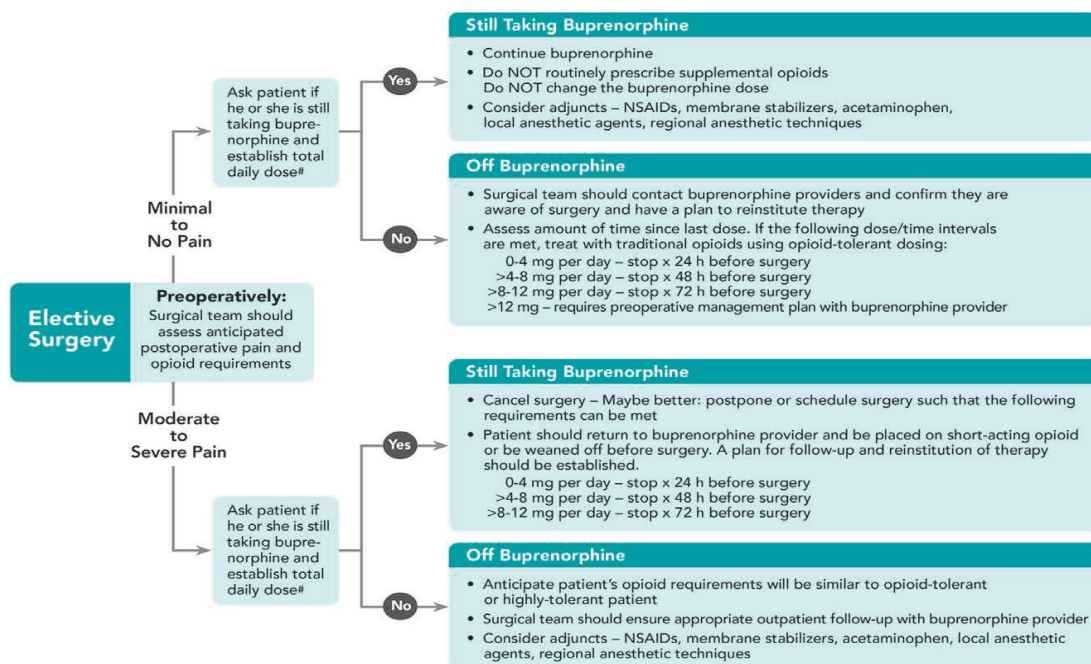 Elective
Surgery
Preoperatively:
Surgical team should
assess anticipated
postoperative pain and
opioid requirements
Minimal
to
No Pain
Ask patient if
he or she is still
taking bupre-
norphine and
establish total
daily dose#
Yes
Still Taking Buprenorphine
• Continue buprenorphine
• Do NOT routinely prescribe supplemental opioids
Do NOT change the buprenorphine dose
• Consider adjuncts – NSAIDs, membrane stabilizers, acetaminophen,
local anesthetic agents, regional anesthetic techniques
No
Off Buprenorphine
• Surgical team should contact buprenorphine providers and confirm they are
aware of surgery and have a plan to reinstitute therapy
• Assess amount of time since last dose. If the following dose/time intervals
are met, treat with traditional opioids using opioid-tolerant dosing:
0-4 mg per day – stop x 24 h before surgery
>4-8 mg per day – stop x 48 h before surgery
>8-12 mg per day – stop x 72 h before surgery
>12 mg – requires preoperative management plan with buprenorphine provider
Moderate
to
Severe Pain
Ask patient if
he or she is still
taking bupre-
norphine and
establish total
daily dose#
Yes
Still Taking Buprenorphine
• Cancel surgery – Maybe better: postpone or schedule surgery such that the following
requirements can be met
• Patient should return to buprenorphine provider and be placed on short-acting opioid
or be weaned off before surgery. A plan for follow-up and reinstitution of therapy
should be established.
0-4 mg per day – stop x 24 h before surgery
>4-8 mg per day – stop x 48 h before surgery
>8-12 mg per day – stop x 72 h before surgery
No
Off Buprenorphine
• Anticipate patient's opioid requirements will be similar to opioid-tolerant
or highly-tolerant patient
• Surgical team should ensure appropriate outpatient follow-up with buprenorphine provider
• Consider adjuncts – NSAIDs, membrane stabilizers, acetaminophen, local anesthetic
agents, regional anesthetic techniques